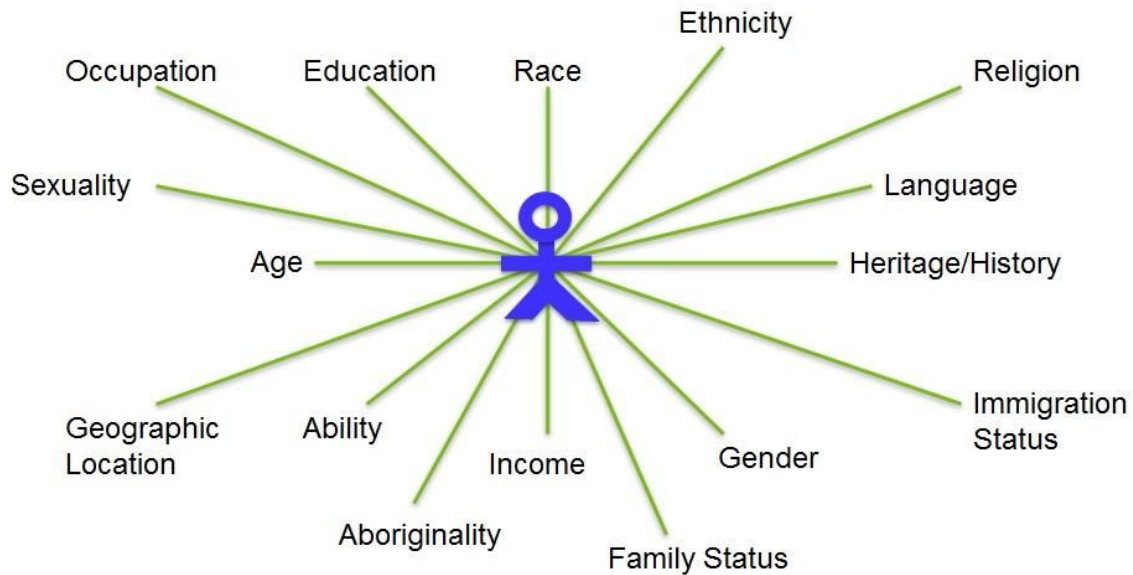 Ethnicity
Occupation
Education
Race
Religion
Sexuality
Language
Age
Heritage/History
Geographic
Location
Ability
Income
Gender
Immigration
Status
Aboriginality
Family Status